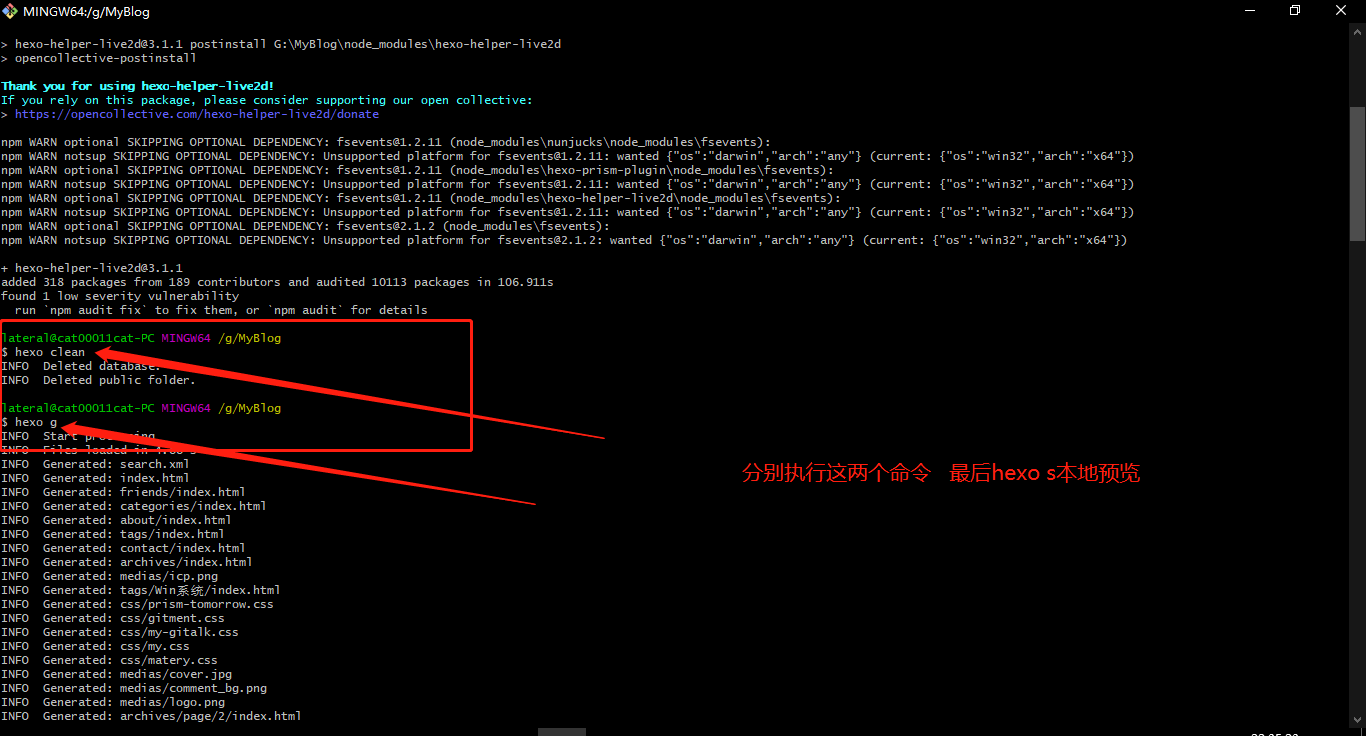 MINGW64:/g/MyBlog
> hexo-helper-live2d@3.1.1 postinstall G:\MyBlog\node_modules\hexo-helper-live2d
> opencollective-postinstall
Thank you for using hexo-helper-live2d!
If you rely on this package, please consider supporting our open collective:
> https://opencollective.com/hexo-helper-live2d/donate
npm WARN optional SKIPPING OPTIONAL DEPENDENCY: fsevents@1.2.11 (node_modules\nunjucks\node_modules\fsevents):
npm WARN notsup SKIPPING OPTIONAL DEPENDENCY: Unsupported platform for fsevents@1.2.11: wanted {"os":"darwin","arch":"any"} (current: {"os":"win32","arch":"x64"})
npm WARN optional SKIPPING OPTIONAL DEPENDENCY: fsevents@1.2.11 (node_modules\hexo-prism-plugin\node_modules\fsevents):
npm WARN notsup SKIPPING OPTIONAL DEPENDENCY: Unsupported platform for fsevents@1.2.11: wanted {"os":"darwin","arch":"any"} (current: {"os":"win32","arch":"x64"})
npm WARN optional SKIPPING OPTIONAL DEPENDENCY: fsevents@1.2.11 (node_modules\hexo-helper-live2d\node_modules\fsevents):
npm WARN notsup SKIPPING OPTIONAL DEPENDENCY: Unsupported platform for fsevents@1.2.11: wanted {"os":"darwin","arch":"any"} (current: {"os":"win32","arch":"x64"})
npm WARN optional SKIPPING OPTIONAL DEPENDENCY: fsevents@2.1.2 (node_modules\fsevents):
npm WARN notsup SKIPPING OPTIONAL DEPENDENCY: Unsupported platform for fsevents@2.1.2: wanted {"os":"darwin","arch":"any"} (current: {"os":"win32","arch":"x64"})
+ hexo-helper-live2d@3.1.1
added 318 packages from 189 contributors and audited 10113 packages in 106.911s
found 1 low severity vulnerability
run `npm audit fix` to fix them, or `npm audit` for details
lateral@cat00011cat-PC MINGW64 /g/MyBlog
$ hexo clean
INFO Deleted database.
INFO Deleted public folder.
lateral@cat00011cat-PC MINGW64 /g/MyBlog
$ hexo g
INFO Start processing
INFO Files loaded in
INFO Generated: search.xml
分别执行这两个命令 最后hexo s本地预览
INFO Generated: index.html
INFO Generated: friends/index.html
INFO Generated: categories/index.html
INFO Generated: about/index.html
INFO Generated: tags/index.html
INFO Generated: contact/index.html
INFO Generated: archives/index.html
INFO Generated: medias/icp.png
INFO Generated: tags/Win系统/index.html
INFO Generated: css/prism-tomorrow.css
INFO Generated: css/gitment.css
INFO Generated: css/my-gitalk.css
INFO Generated: css/my.css
INFO Generated: css/matery.css
INFO Generated: medias/cover.jpg
INFO Generated: medias/comment_bg.png
INFO Generated: medias/logo.png
INFO Generated: archives/page/2/index.html